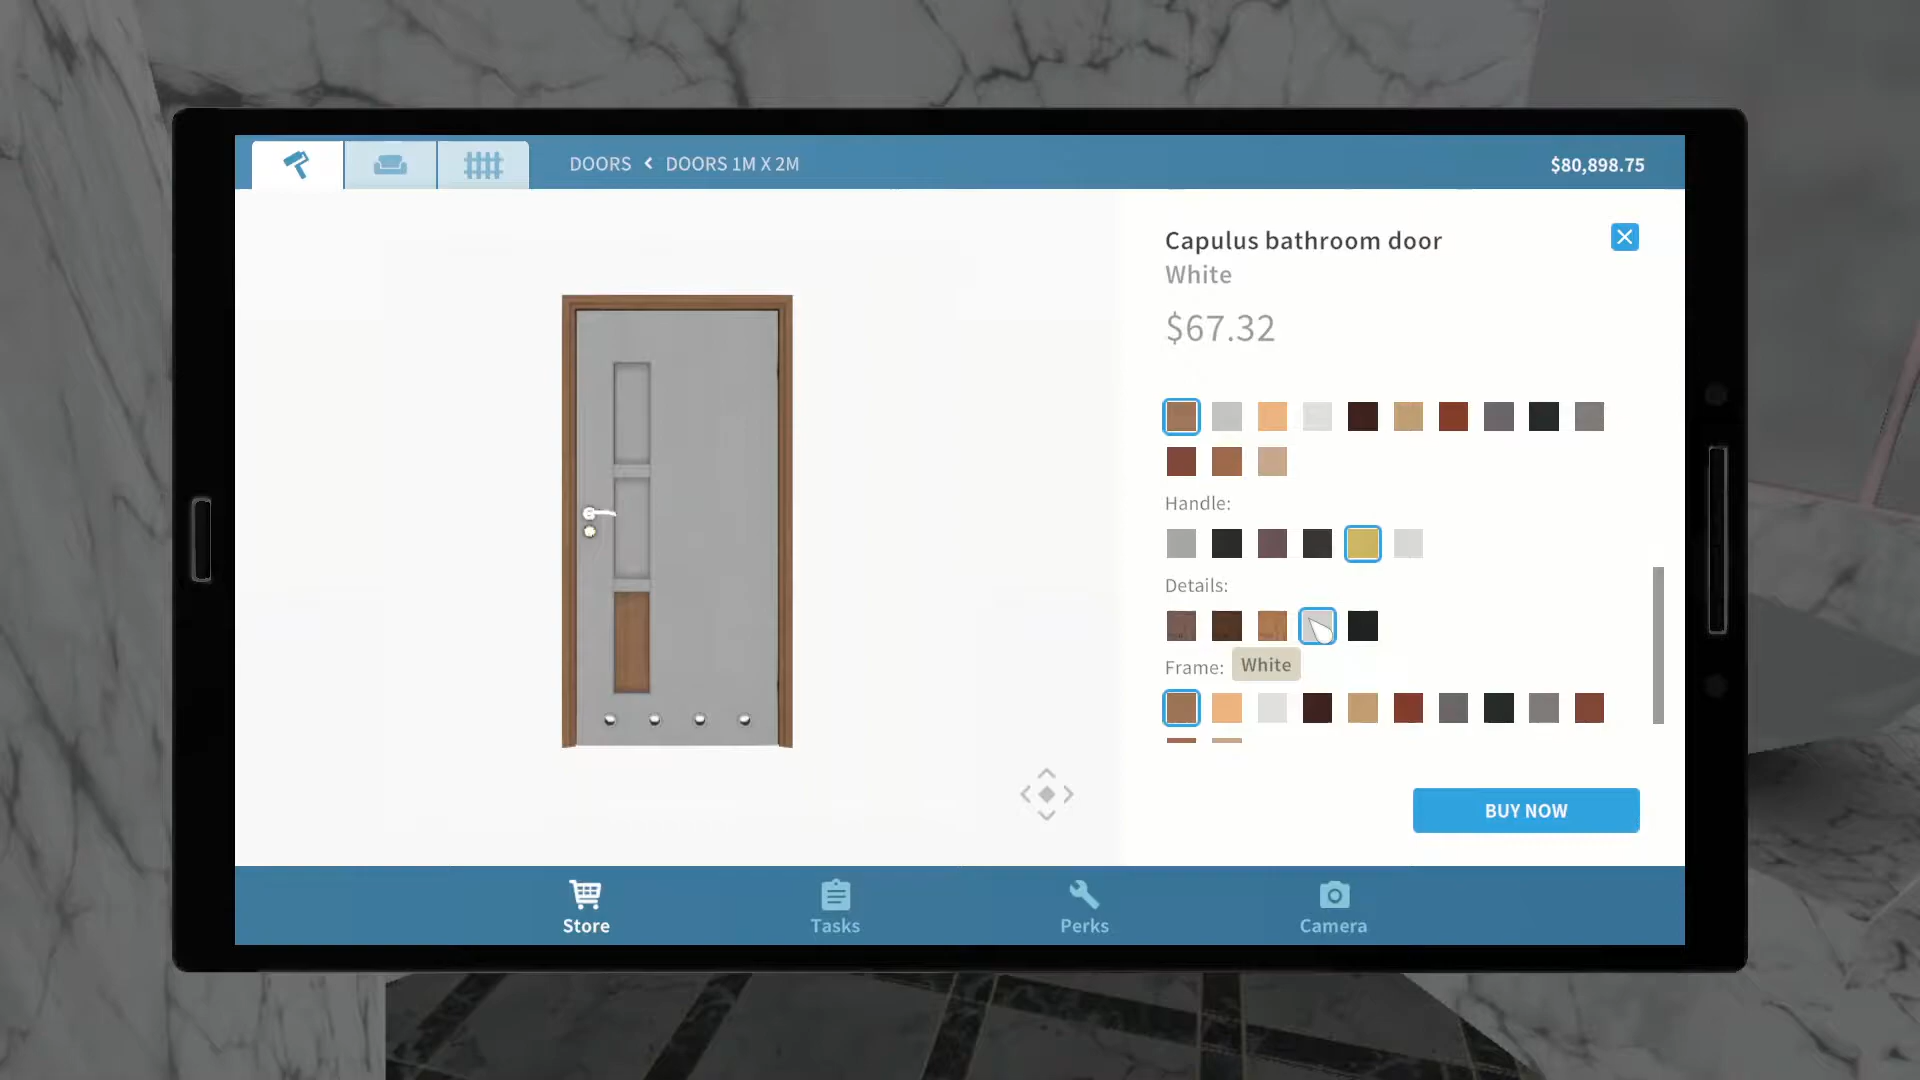 DOORS < DOORS 1M X 2M
$80,898.75
Capulus bathroom door
White
$67.32
Handle:
Details:
Frame:
White
BUY NOW
Store
Tasks
Perks
Camera